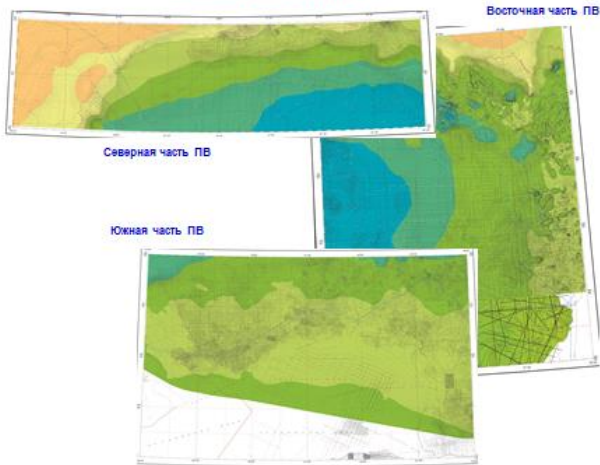 Восточная часть ПВ
Северная часть ПВ
Южная часть ПВ